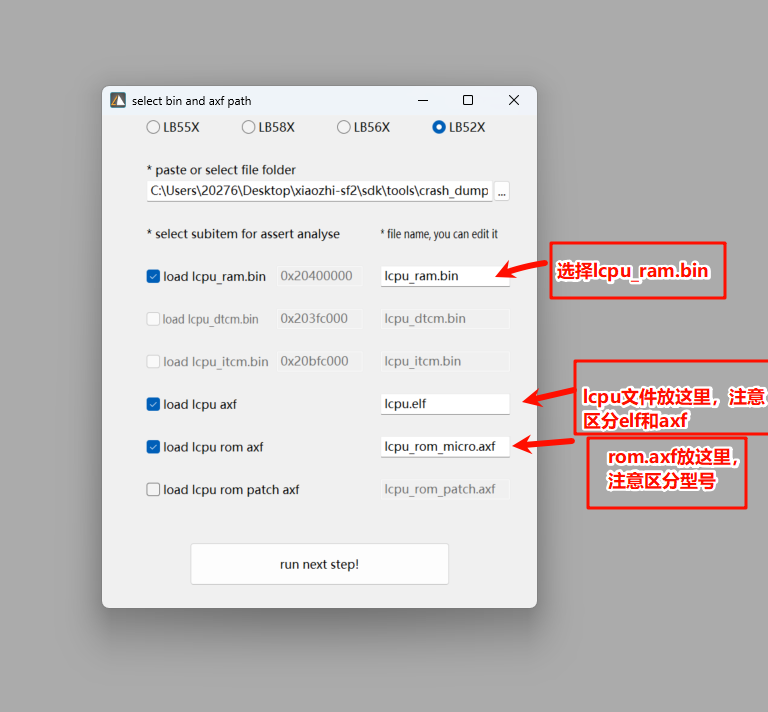 select bin and axf path
LB55X
LB58X
LB56X
LB52X
* paste or select file folder
C:\Users\20276\Desktop\xiaozhi-sf2\sdk\tools\crash_dump
...
* select subitem for assert analyse
* file name, you can edit it
load lcpu_ram.bin
0x20400000
lcpu_ram.bin
选择lcpu_ram.bin
load lcpu_dtcm.bin
0x203fc000
lcpu_dtcm.bin
load lcpu_itcm.bin
0x20bfc000
lcpu_itcm.bin
load lcpu axf
lcpu.elf
lcpu文件放这里，注意
区分elf和axf
load lcpu rom axf
lcpu_rom_micro.axf
rom.axf放这里，
注意区分型号
load lcpu rom patch axf
lcpu_rom_patch.axf
run next step!